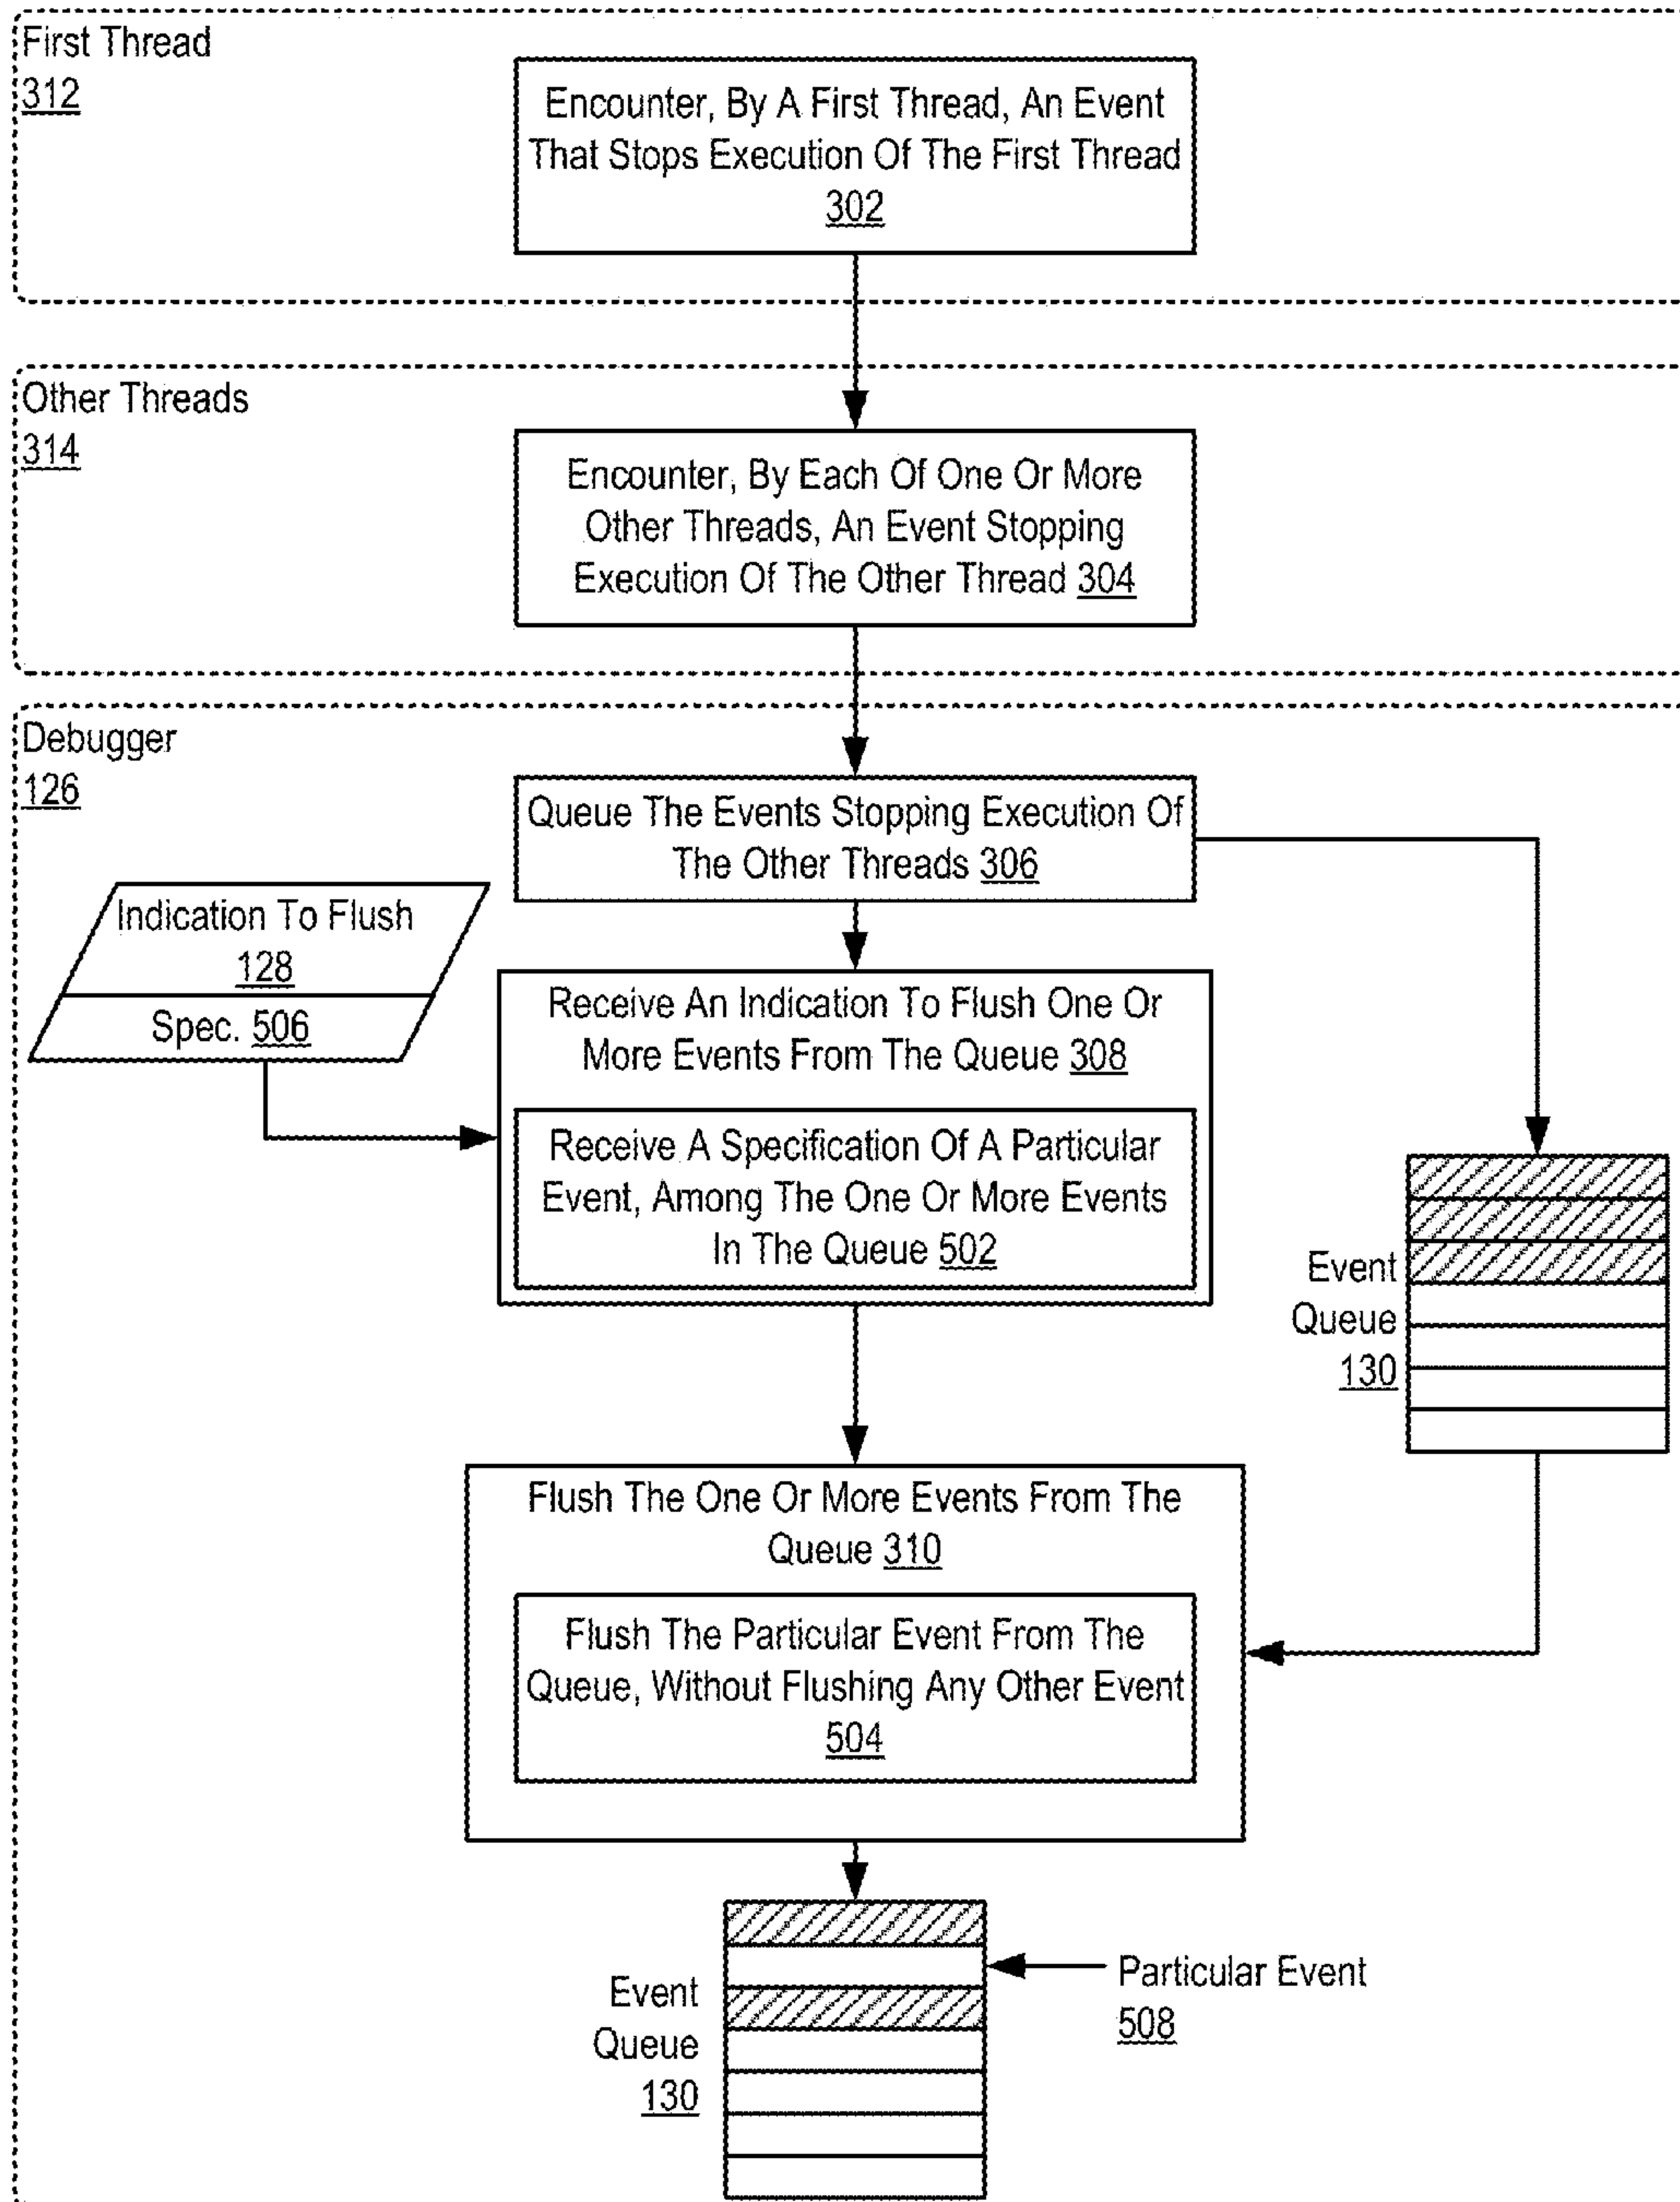 First Thread
312
Encounter, By A First Thread, An Event
That Stops Execution Of The First Thread
302
Other Threads
314
Encounter, By Each Of One Or More
Other Threads, An Event Stopping
Execution Of The Other Thread 304
Debugger
126
Queue The Events Stopping Execution Of
The Other Threads 306
Indication To Flush
128
Spec. 506
Receive An Indication To Flush One Or
More Events From The Queue 308
Receive A Specification Of A Particular
Event, Among The One Or More Events
In The Queue 502
Event
Queue
130
Flush The One Or More Events From The
Queue 310
Flush The Particular Event From The
Queue, Without Flushing Any Other Event
504
Event
Queue
130
Particular Event
508